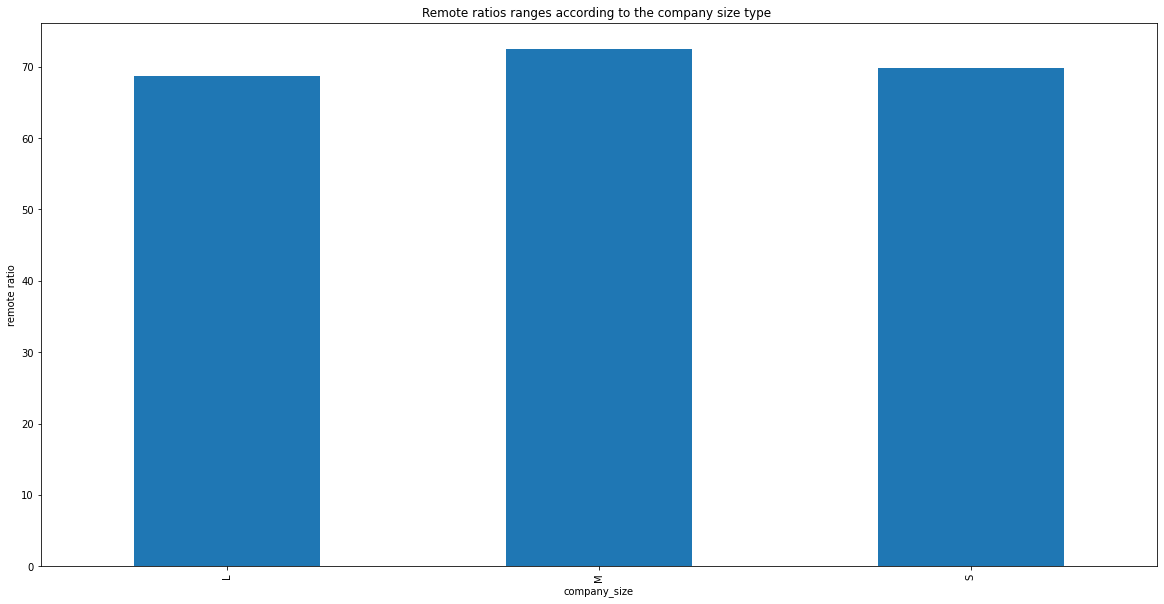 Remote ratios ranges according to the company size type
70
60
50
40
30
20
10
0
remote ratio
L
M
S
company_size